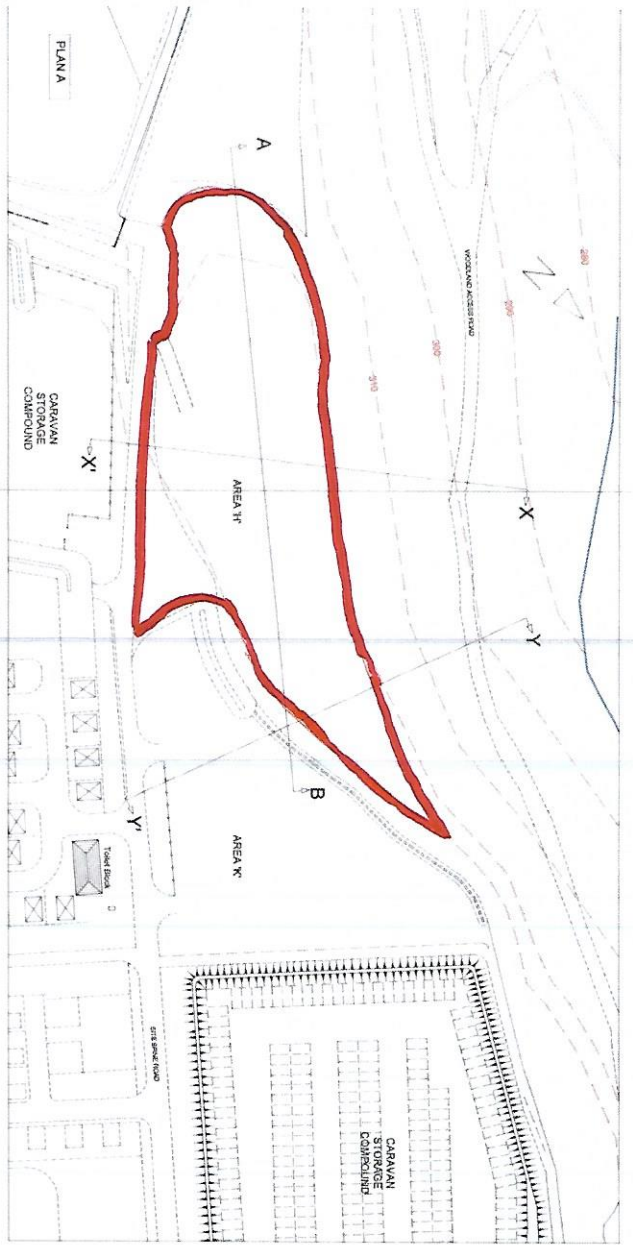 PLAN A
A
280
290
300
310
WOODLAND ACCESS ROAD
N
X
X'
CARAVAN
STORAGE
COMPOUND
AREA 'H'
Y
Y'
B
AREA 'K'
Toilet Block
SITE SPINE ROAD
CARAVAN
STORAGE
COMPOUND